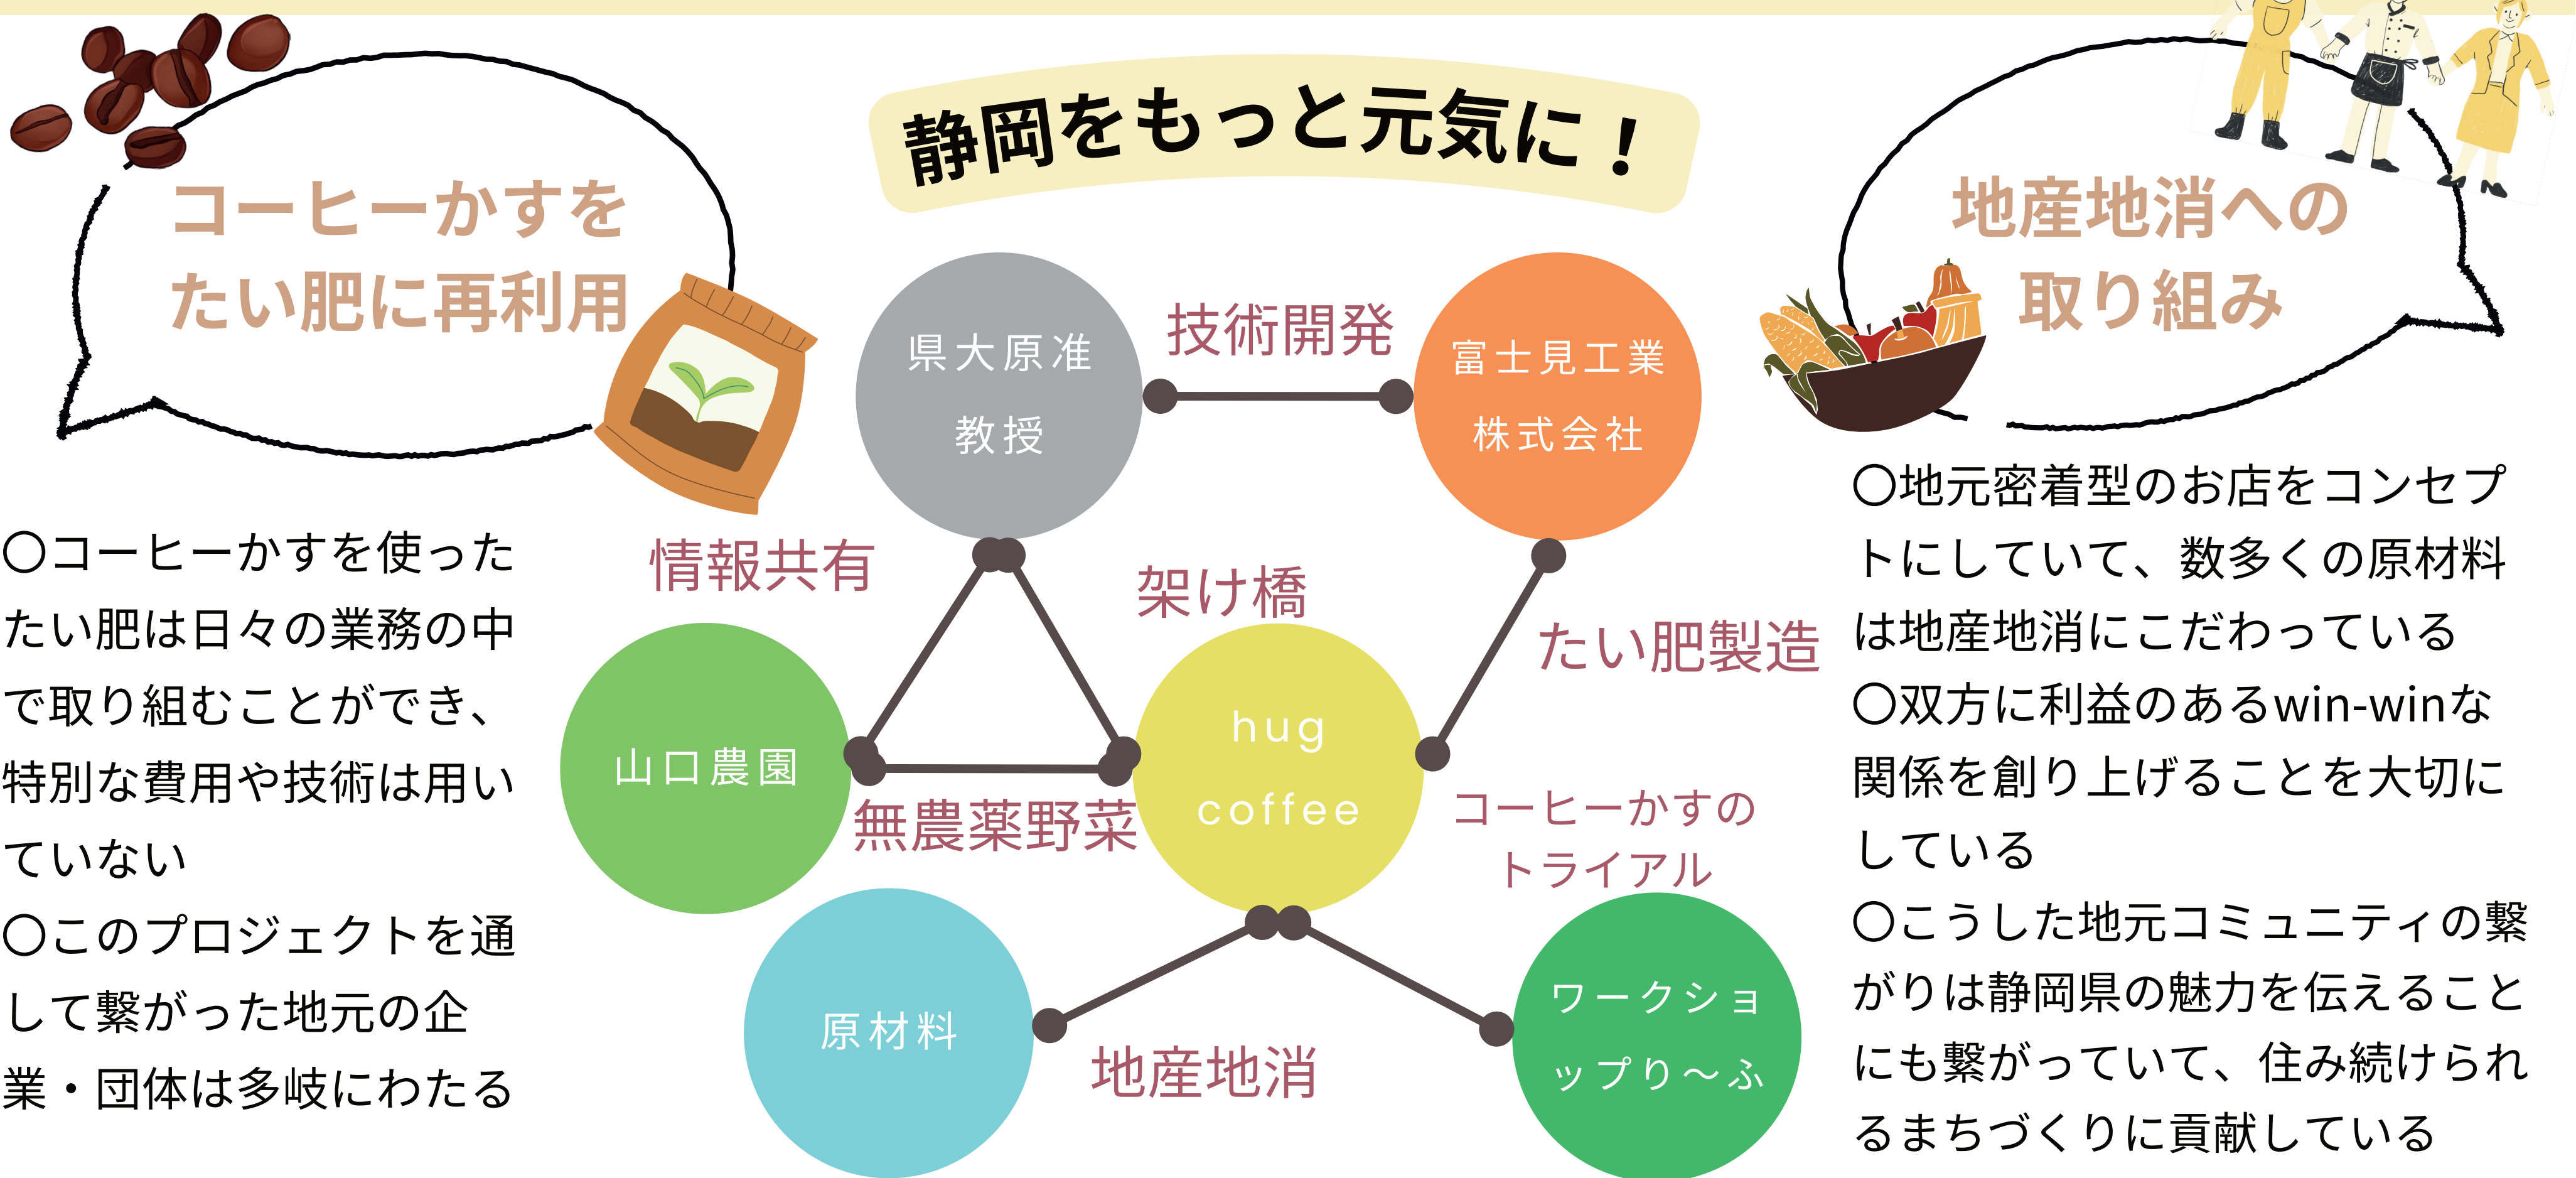 静岡をもっと元気に！
コーヒーかすを
たい肥に再利用
〇コーヒーかすを使った
たい肥は日々の業務の中
で取り組むことができ、
特別な費用や技術は用い
ていない
〇このプロジェクトを通
して繋がった地元の企
業・団体は多岐にわたる
県大原准
教授
技術開発
富士見工業
株式会社
情報共有
架け橋
たい肥製造
山口農園
hug
coffee
無農薬野菜
コーヒーかすの
トライアル
原材料
地産地消
ワークショ
ップり～ふ
地産地消への
取り組み
〇地元密着型のお店をコンセプ
トにしていて、数多くの原材料
は地産地消にこだわっている
〇双方に利益のあるwin-winな
関係を創り上げることを大切に
している
〇こうした地元コミュニティの繋
がりは静岡県の魅力を伝えること
にも繋がっていて、住み続けられ
るまちづくりに貢献している